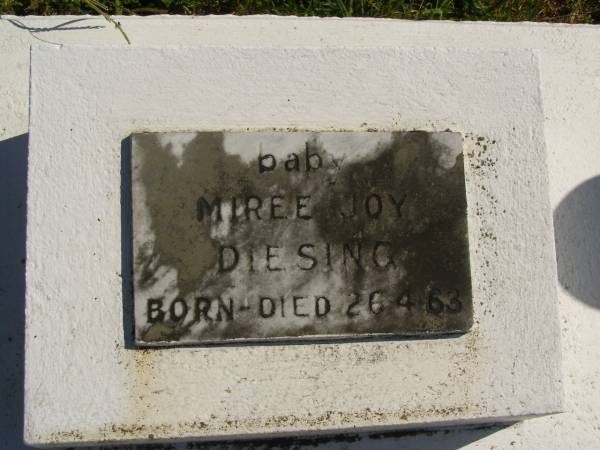 baby
MIREE JOY
DIESING
BORN-DIED 26 4 63